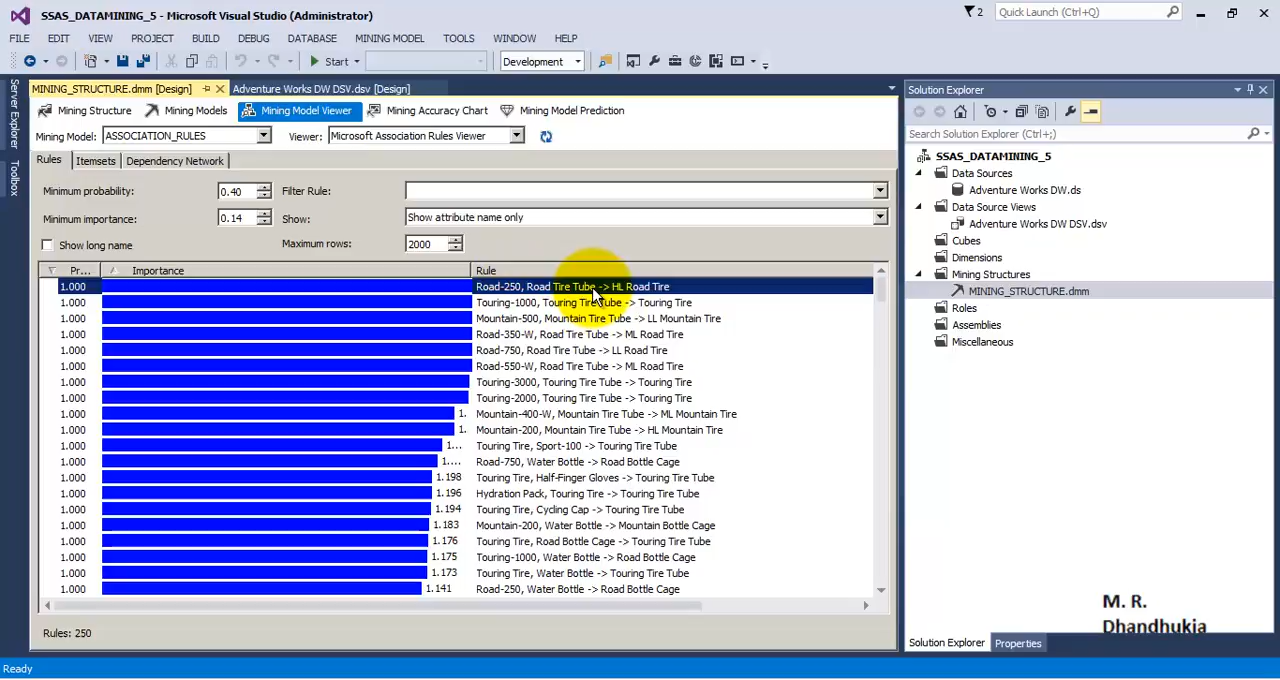 SSAS_DATAMINING_5 - Microsoft Visual Studio (Administrator)
2
Quick Launch (Ctrl+Q)
FILE EDIT VIEW PROJECT BUILD DEBUG DATABASE MINING MODEL TOOLS WINDOW HELP
Start Development
Server Explorer
Toolbox
MINING_STRUCTURE.dmm [Design] Adventure Works DW DSV.dsv [Design]
Mining Structure Mining Models Mining Model Viewer Mining Accuracy Chart Mining Model Prediction
Mining Model: ASSOCIATION_RULES Viewer: Microsoft Association Rules Viewer
Rules Itemsets Dependency Network
Minimum probability: 0.40 Filter Rule:
Minimum importance: 0.14 Show: Show attribute name only
Show long name Maximum rows: 2000
Pr... Importance Rule
1.000 Road-250, Road Tire Tube -> HL Road Tire
1.000 Touring-1000, Touring Tire Tube -> Touring Tire
1.000 Mountain-500, Mountain Tire Tube -> LL Mountain Tire
1.000 Road-350-W, Road Tire Tube -> ML Road Tire
1.000 Road-750, Road Tire Tube -> LL Road Tire
1.000 Road-550-W, Road Tire Tube -> ML Road Tire
1.000 Touring-3000, Touring Tire Tube -> Touring Tire
1.000 Touring-2000, Touring Tire Tube -> Touring Tire
1.000 1. Mountain-400-W, Mountain Tire Tube -> ML Mountain Tire
1.000 1. Mountain-200, Mountain Tire Tube -> HL Mountain Tire
1.000 1... Touring Tire, Sport-100 -> Touring Tire Tube
1.000 1.... Road-750, Water Bottle -> Road Bottle Cage
1.000 1.198 Touring Tire, Half-Finger Gloves -> Touring Tire Tube
1.000 1.196 Hydration Pack, Touring Tire -> Touring Tire Tube
1.000 1.194 Touring Tire, Cycling Cap -> Touring Tire Tube
1.000 1.183 Mountain-200, Water Bottle -> Mountain Bottle Cage
1.000 1.176 Touring Tire, Road Bottle Cage -> Touring Tire Tube
1.000 1.175 Touring-1000, Water Bottle -> Road Bottle Cage
1.000 1.173 Touring Tire, Water Bottle -> Touring Tire Tube
1.000 1.141 Road-250, Water Bottle -> Road Bottle Cage
Rules: 250
Solution Explorer
Search Solution Explorer (Ctrl+;)
SSAS_DATAMINING_5
Data Sources
Adventure Works DW.ds
Data Source Views
Adventure Works DW DSV.dsv
Cubes
Dimensions
Mining Structures
MINING_STRUCTURE.dmm
Roles
Assemblies
Miscellaneous
M. R.
Dhandhukia
Solution Explorer Properties
Ready